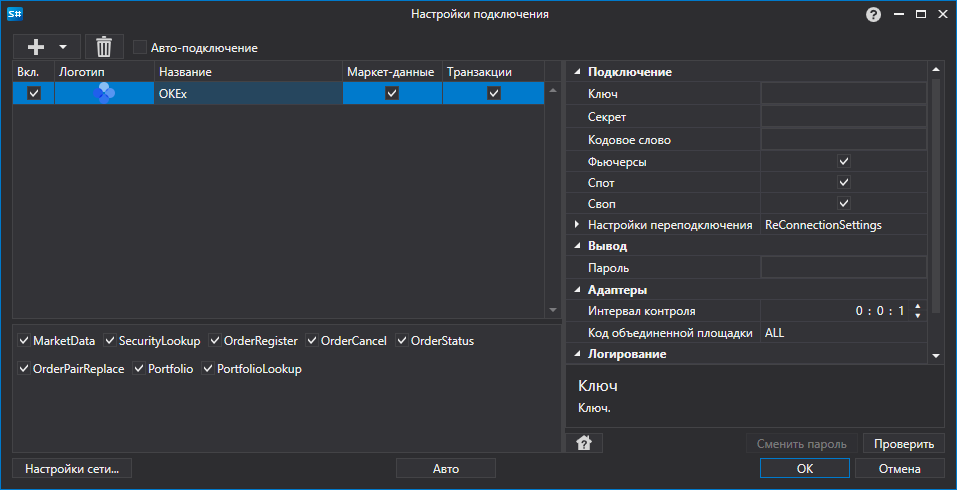 S# Настройки подключения ?
Авто-подключение
Вкл. Логотип Название Маркет-данные Транзакции
OKEx
Подключение
Ключ
Секрет
Кодовое слово
Фьючерсы
Спот
Своп
Настройки переподключения ReConnectionSettings
Вывод
Пароль
Адаптеры
Интервал контроля 0 : 0 : 1
Код объединенной площадки ALL
Логирование
MarketData SecurityLookup OrderRegister OrderCancel OrderStatus
OrderPairReplace Portfolio PortfolioLookup
Ключ
Ключ.
? Сменить пароль Проверить
Настройки сети... Авто OK Отмена